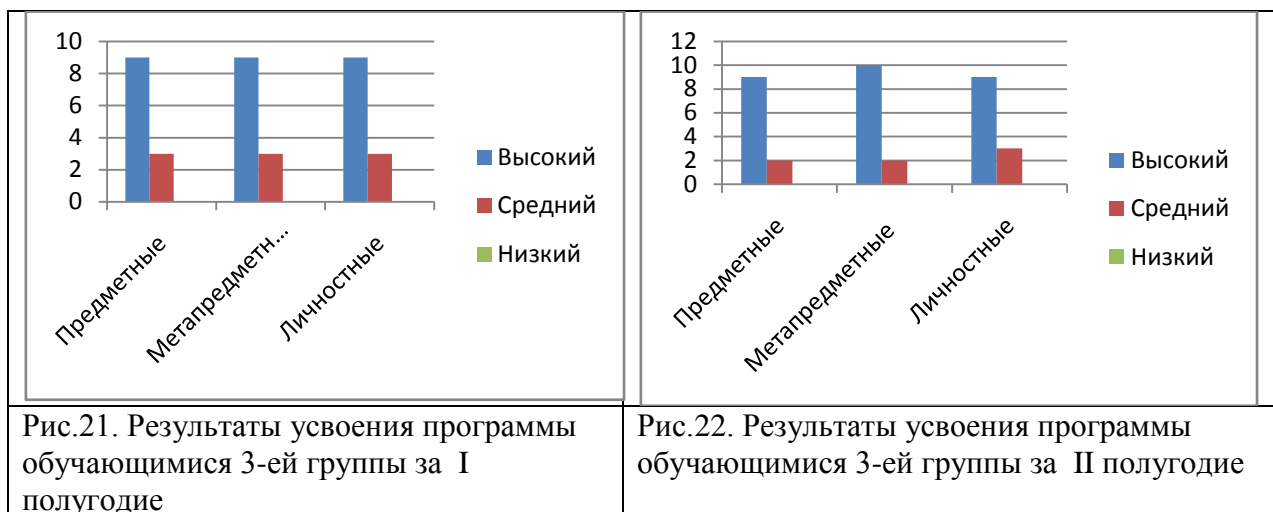 10
8
6
4
2
0
Предметные
Метапредметн...
Личностные
Высокий
Средний
Низкий
12
10
8
6
4
2
0
Предметные
Метапредметные
Личностные
Высокий
Средний
Низкий
Рис.21. Результаты усвоения программы
обучающимися 3-ей группы за I
полугодие
Рис.22. Результаты усвоения программы
обучающимися 3-ей группы за II полугодие